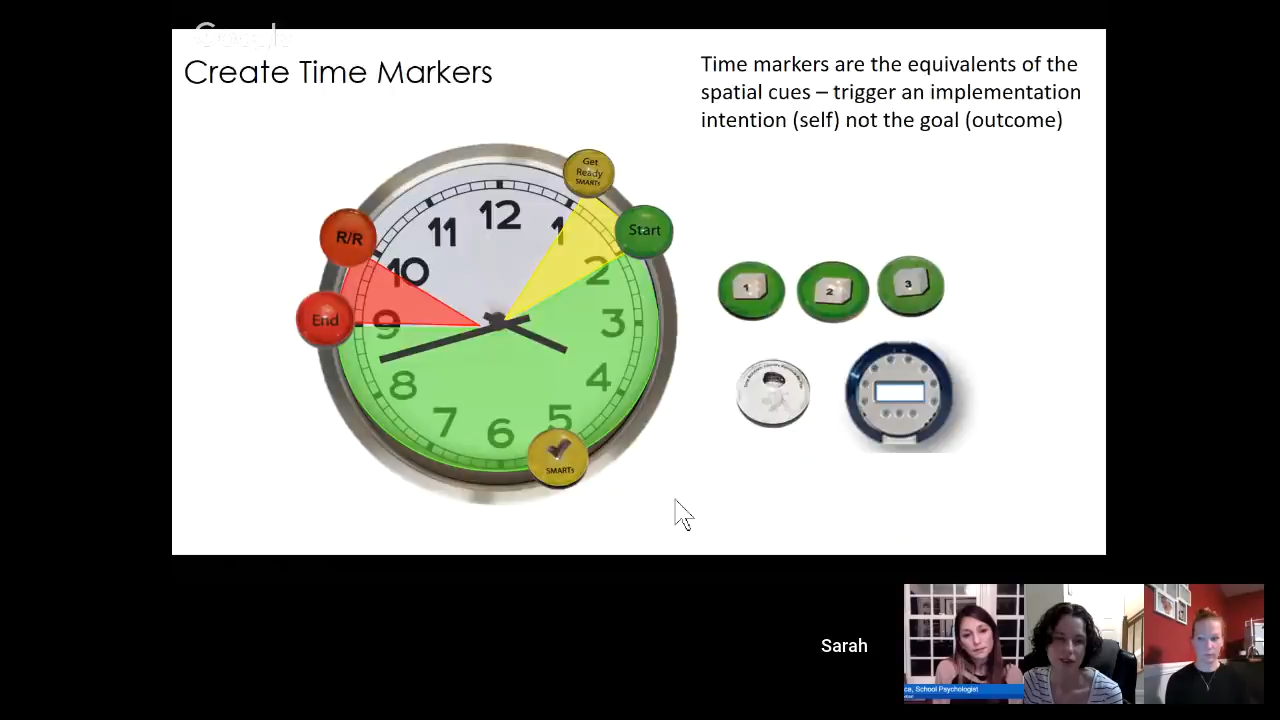 Google
Create Time Markers
Time markers are the equivalents of the
spatial cues – trigger an implementation
intention (self) not the goal (outcome)
Get
Ready
SMARTs
Start
R/R
End
12
11
1
10
2
9
3
8
4
7
5
6
SMARTs
1
2
3
Sarah
ce, School Psychologist